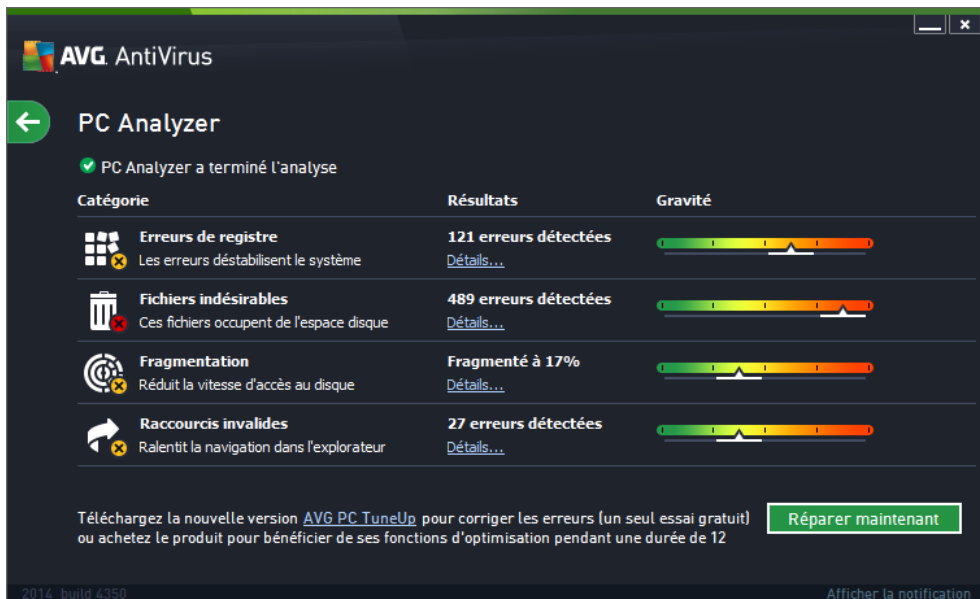 AVG. AntiVirus
PC Analyzer
PC Analyzer a terminé l'analyse
Catégorie Résultats Gravité
Erreurs de registre 121 erreurs détectées
Les erreurs déstabilisent le système Détails...
Fichiers indésirables 489 erreurs détectées
Ces fichiers occupent de l'espace disque Détails...
Fragmentation Fragmenté à 17%
Réduit la vitesse d'accès au disque Détails...
Raccourcis invalides 27 erreurs détectées
Ralentit la navigation dans l'explorateur Détails...
Téléchargez la nouvelle version AVG PC TuneUp pour corriger les erreurs (un seul essai gratuit)
ou achetez le produit pour bénéficier de ses fonctions d'optimisation pendant une durée de 12
Réparer maintenant
2014 build 4350 Afficher la notification